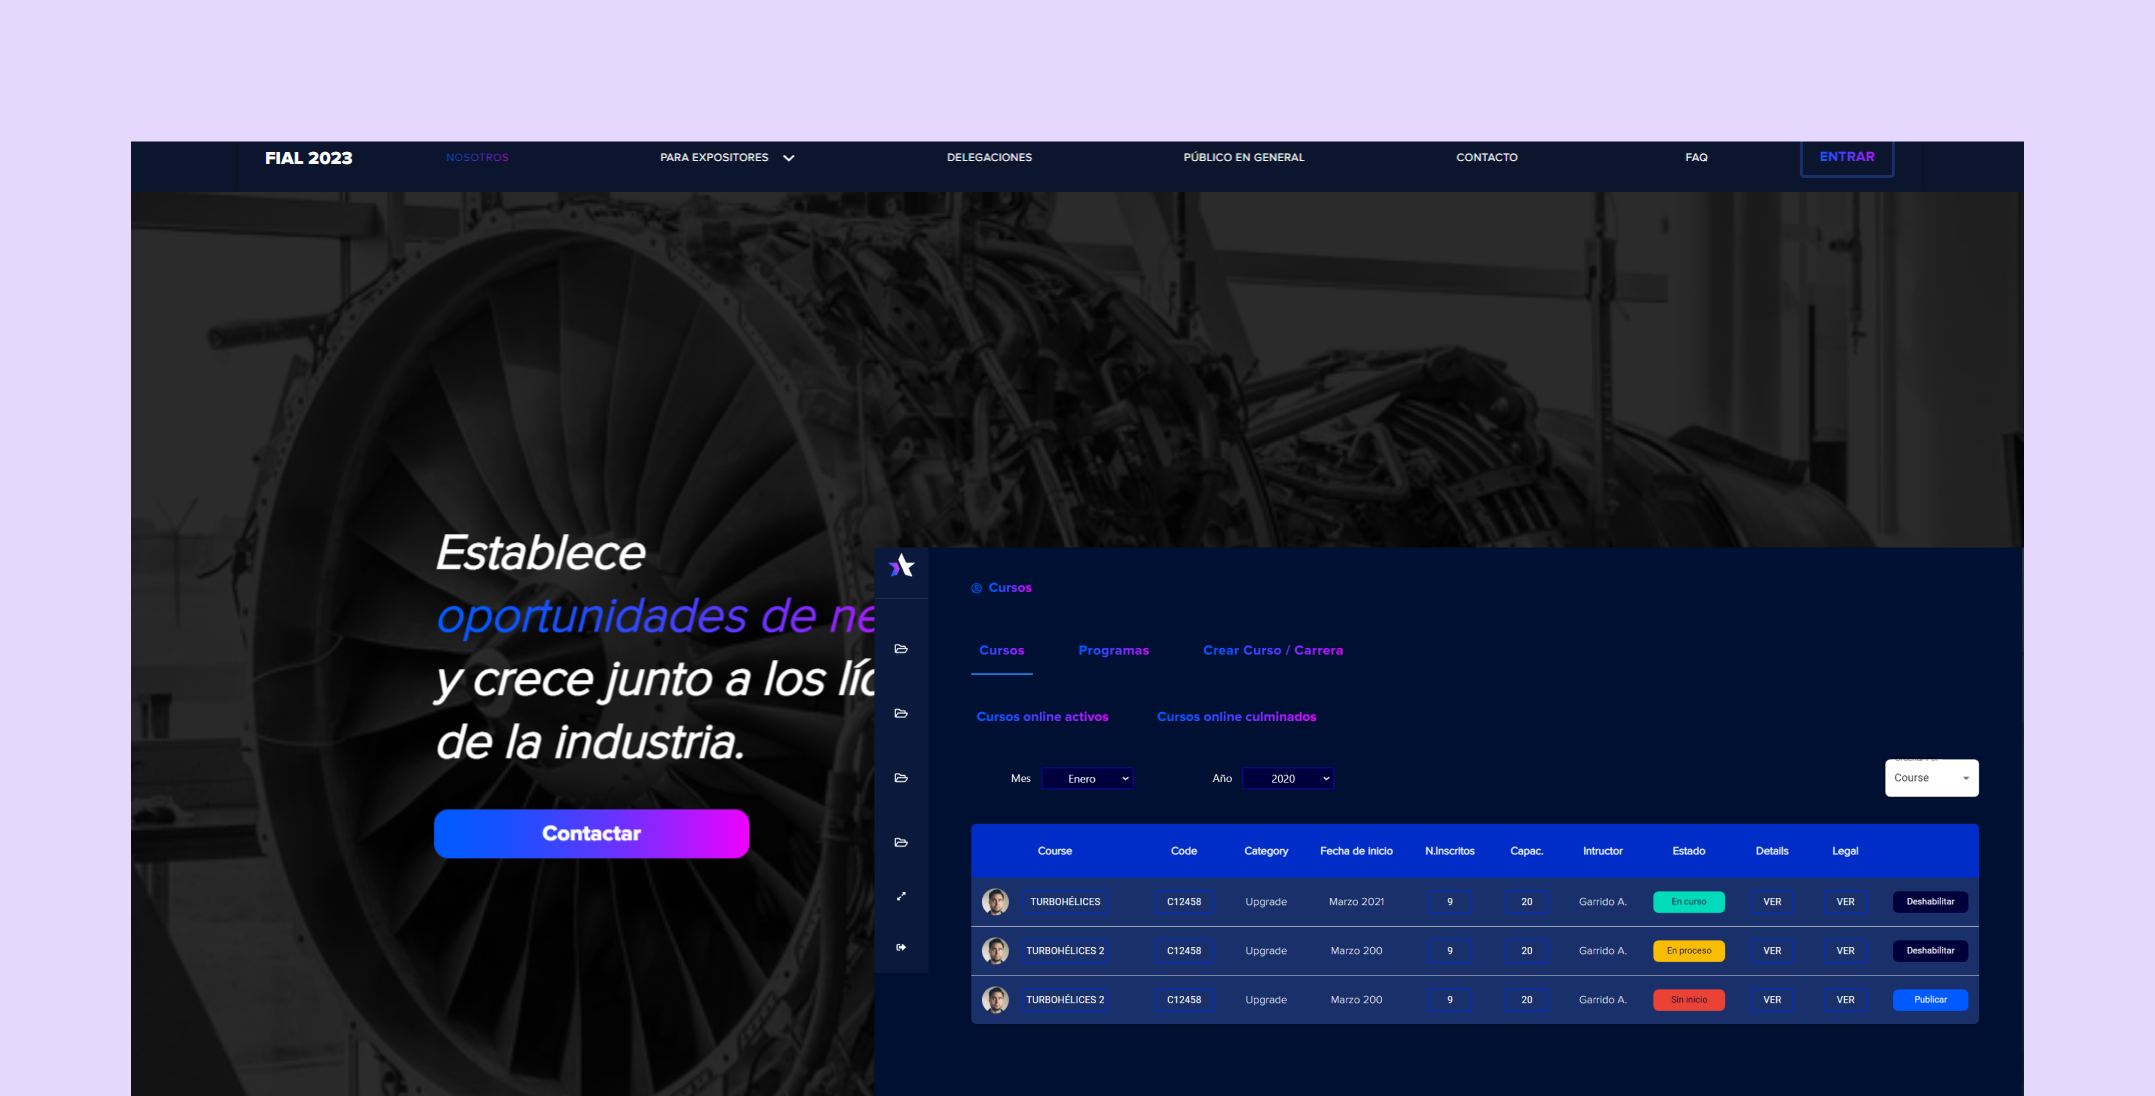 FIAL 2023 NOSOTROS PARA EXPOSITORES DELEGACIONES PÚBLICO EN GENERAL CONTACTO FAQ ENTRAR
Establece
oportunidades de ne
y crece junto a los líc
de la industria.
Contactar
Cursos
Cursos Programas Crear Curso / Carrera
Cursos online activos Cursos online culminados
Mes Enero Año 2020
Course
Course Code Category Fecha de inicio N.Inscritos Capac. Intructor Estado Details Legal
TURBOHÉLICES C12458 Upgrade Marzo 2021 9 20 Garrido A. En curso VER VER Deshabilitar
TURBOHÉLICES 2 C12458 Upgrade Marzo 200 9 20 Garrido A. En proceso VER VER Deshabilitar
TURBOHÉLICES 2 C12458 Upgrade Marzo 200 9 20 Garrido A. Sin inicio VER VER Publicar